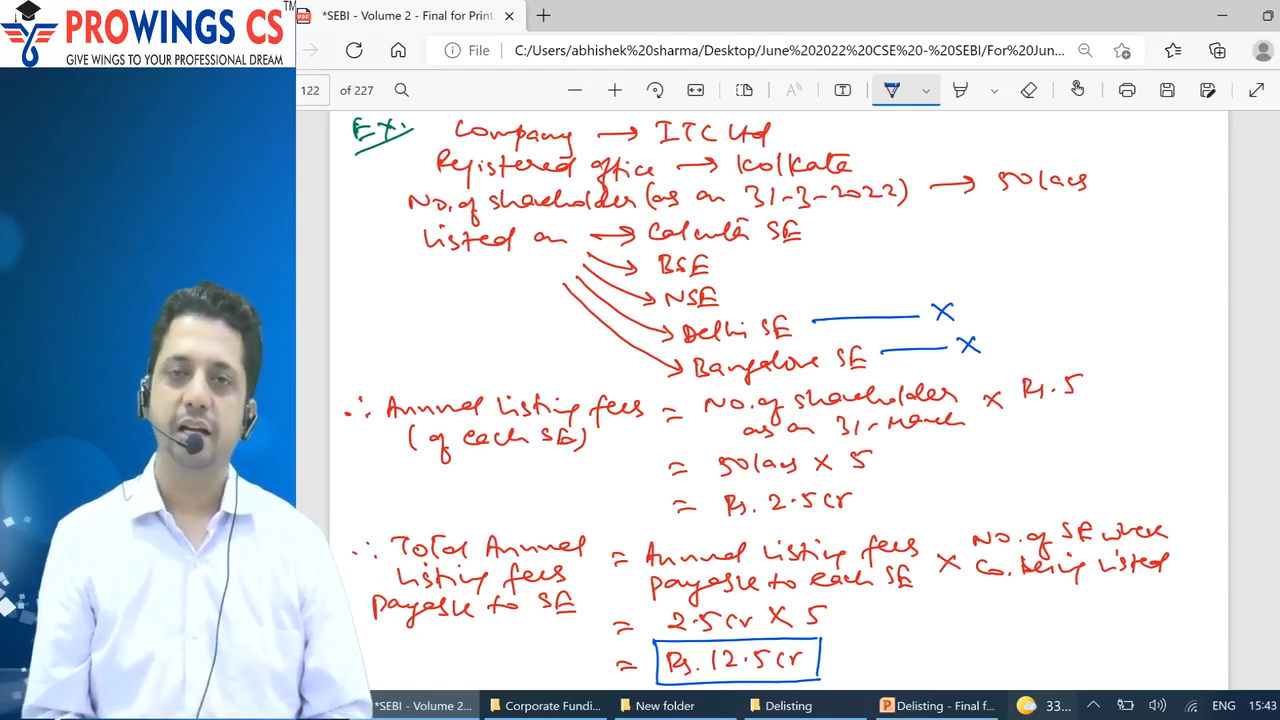 TM
PROWINGS CS
GIVE WINGS TO YOUR PROFESSIONAL DREAM
*SEBI - Volume 2 - Final for Print
File
C:/Users/abhishek%20sharma/Desktop/June%202022%20CSE%20-%20SEBI/For%20Jun...
122 of 227
Ex:
Company → ITC Ltd
Registered office → Kolkata
No. of shareholder (as on 31-3-2022) → 50 lacs
Listed on → Calcutta SE
→ BSE
→ NSE
→ Delhi SE — X
→ Bangalore SE — X
∴ Annual Listing fees = No. of shareholder × Rs. 5
(of each SE) as on 31-March
= 50 lacs × 5
= Rs. 2.5 cr
∴ Total Annual = Annual Listing fees × No. of SE where
Listing fees payable to each SE Co. being listed
payable to SE
= 2.5 cr × 5
= Rs. 12.5 cr
*SEBI - Volume 2...
Corporate Fundi...
New folder
Delisting
Delisting - Final f...
33...
ENG
15:43